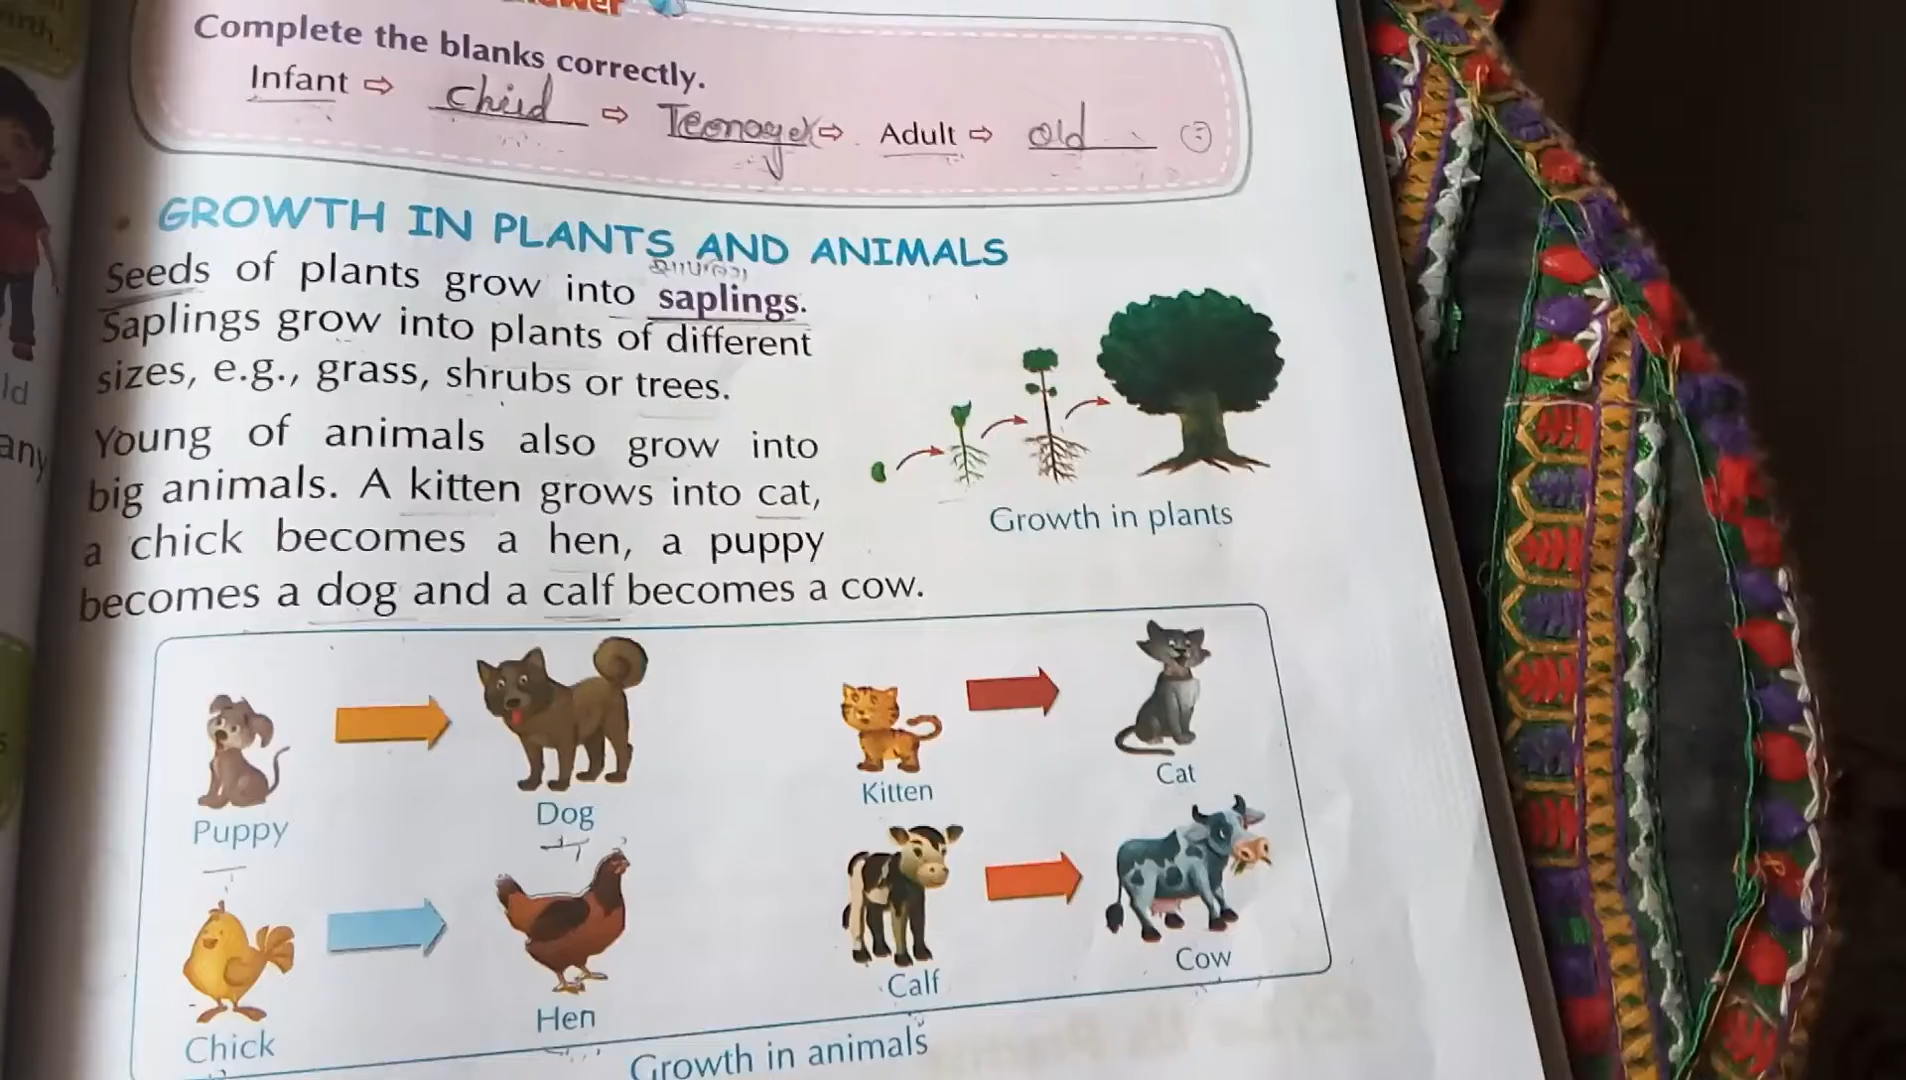 Complete the blanks correctly.
Infant ⇨ child ⇨ Teenager ⇨ Adult ⇨ old
GROWTH IN PLANTS AND ANIMALS
Seeds of plants grow into saplings.
Saplings grow into plants of different
sizes, e.g., grass, shrubs or trees.
Young of animals also grow into
big animals. A kitten grows into cat,
a chick becomes a hen, a puppy
becomes a dog and a calf becomes a cow.
Growth in plants
Puppy
Dog
Kitten
Cat
Chick
Hen
Calf
Cow
Growth in animals